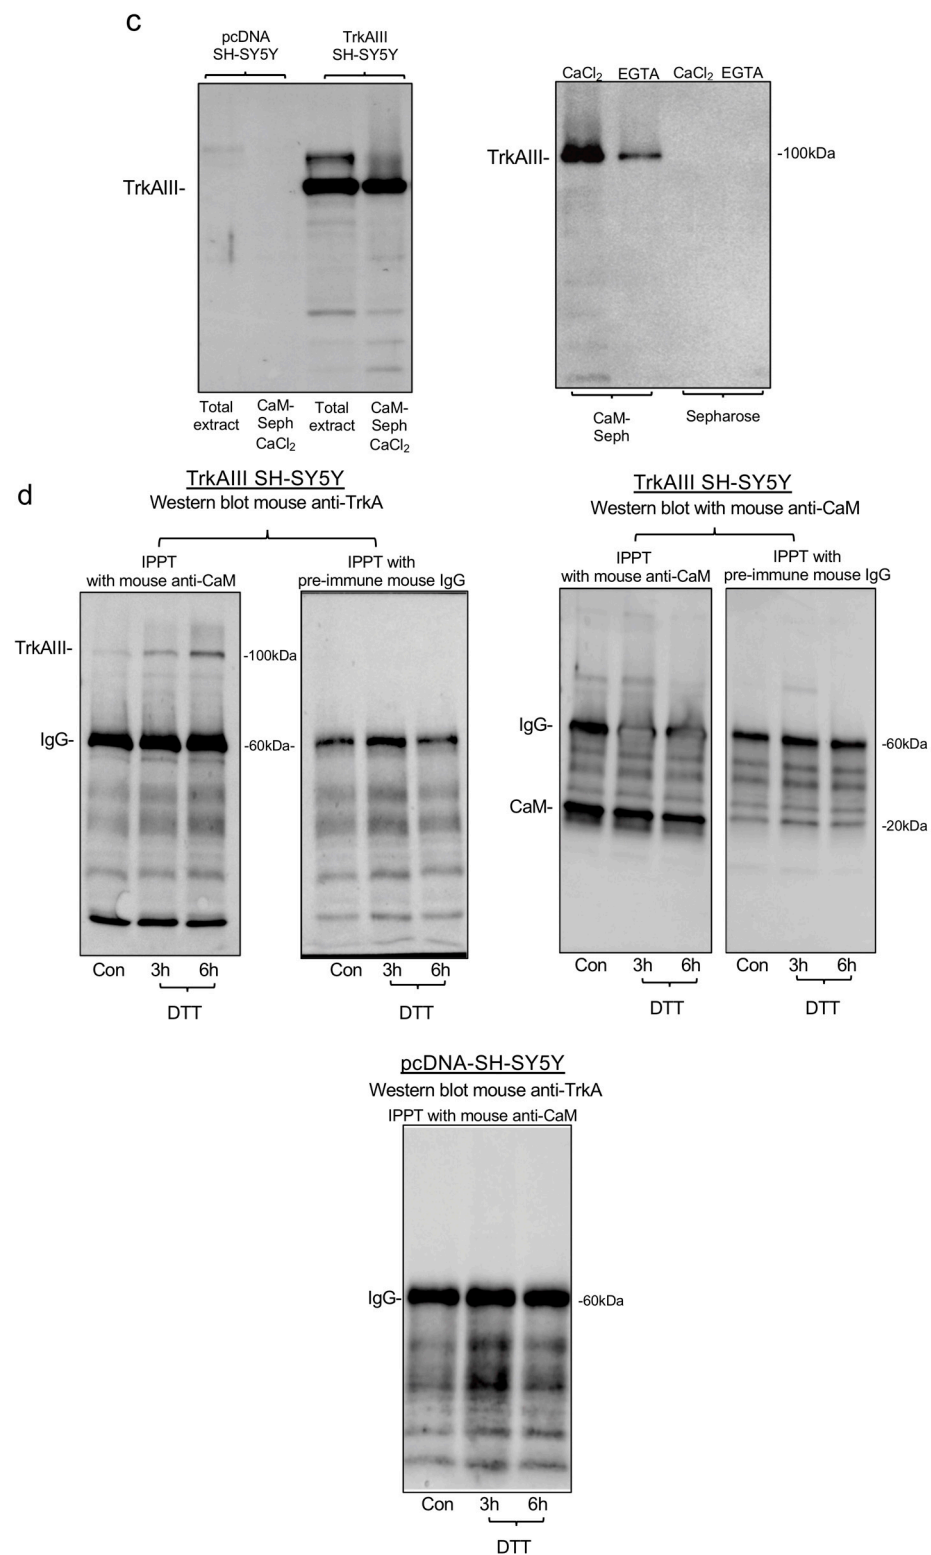 c
pcDNA
SH-SY5Y
TrkAIII
SH-SY5Y
TrkAIII-
Total
extract
CaM-
Seph
CaCl2
Total
extract
CaM-
Seph
CaCl2
CaCl2 EGTA CaCl2 EGTA
TrkAIII-
-100kDa
CaM-
Seph
Sepharose
d
TrkAIII SH-SY5Y
Western blot mouse anti-TrkA
IPPT
with mouse anti-CaM
IPPT with
pre-immune mouse IgG
TrkAIII-
-100kDa
IgG-
-60kDa-
Con 3h 6h
DTT
Con 3h 6h
DTT
TrkAIII SH-SY5Y
Western blot with mouse anti-CaM
IPPT
with mouse anti-CaM
IPPT with
pre-immune mouse IgG
IgG-
-60kDa
CaM-
-20kDa
Con 3h 6h
DTT
Con 3h 6h
DTT
pcDNA-SH-SY5Y
Western blot mouse anti-TrkA
IPPT with mouse anti-CaM
IgG-
-60kDa
Con 3h 6h
DTT